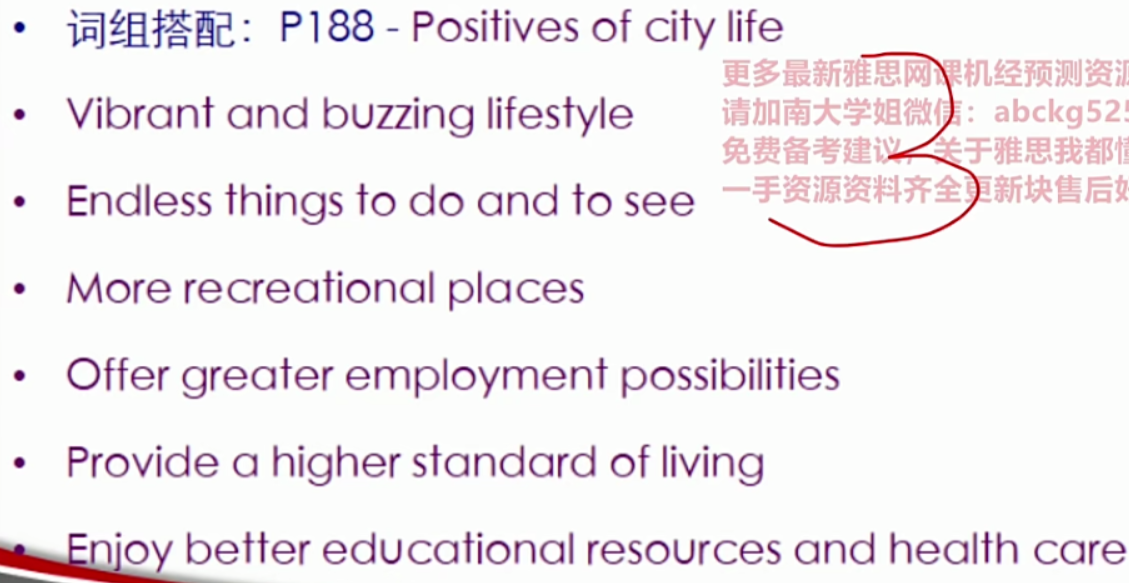 • 词组搭配：P188 - Positives of city life
更多最新雅思网课机经预测资源
• Vibrant and buzzing lifestyle
请加南大学姐微信：abckg525
免费备考建议，关于雅思我都懂
• Endless things to do and to see
一手资源资料齐全更新块售后好
• More recreational places
• Offer greater employment possibilities
• Provide a higher standard of living
• Enjoy better educational resources and health care